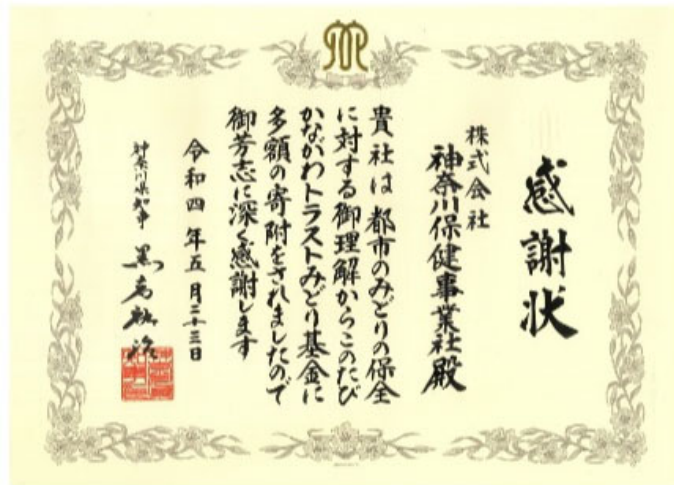 感謝状
株式会社
神奈川保健事業社殿
貴社は都市のみどりの保全
に対する御理解からこのたび
かながわトラストみどり基金に
多額の寄附をされましたので
御芳志に深く感謝します
令和四年五月二十三日
神奈川県知事 黒岩祐治